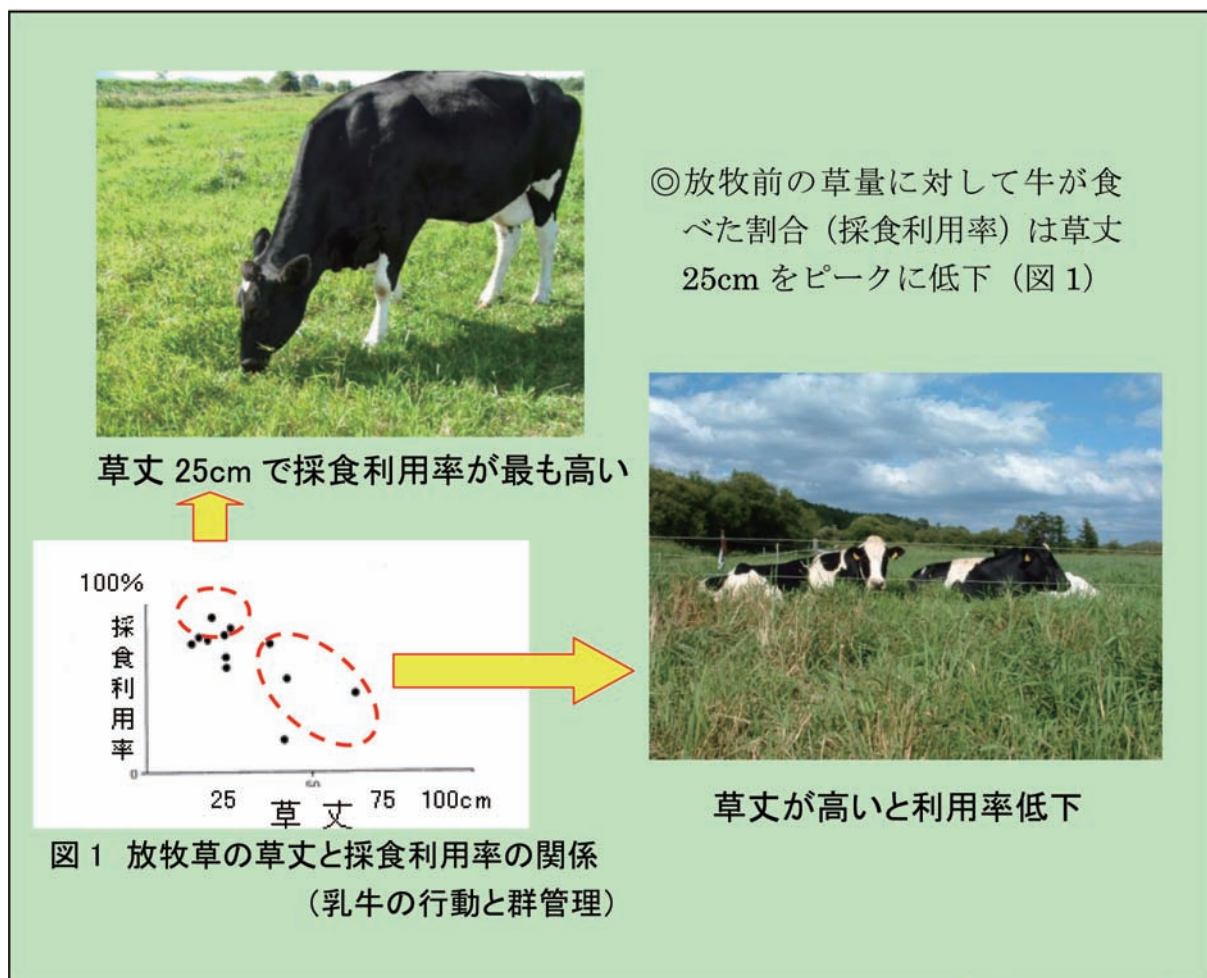 ◎放牧前の草量に対して牛が食
べた割合（採食利用率）は草丈
25cm をピークに低下（図 1）
草丈 25cm で採食利用率が最も高い
100%
採食利用率
0
25
50
75
100cm
草 丈
草丈が高いと利用率低下
図 1 放牧草の草丈と採食利用率の関係
（乳牛の行動と群管理）